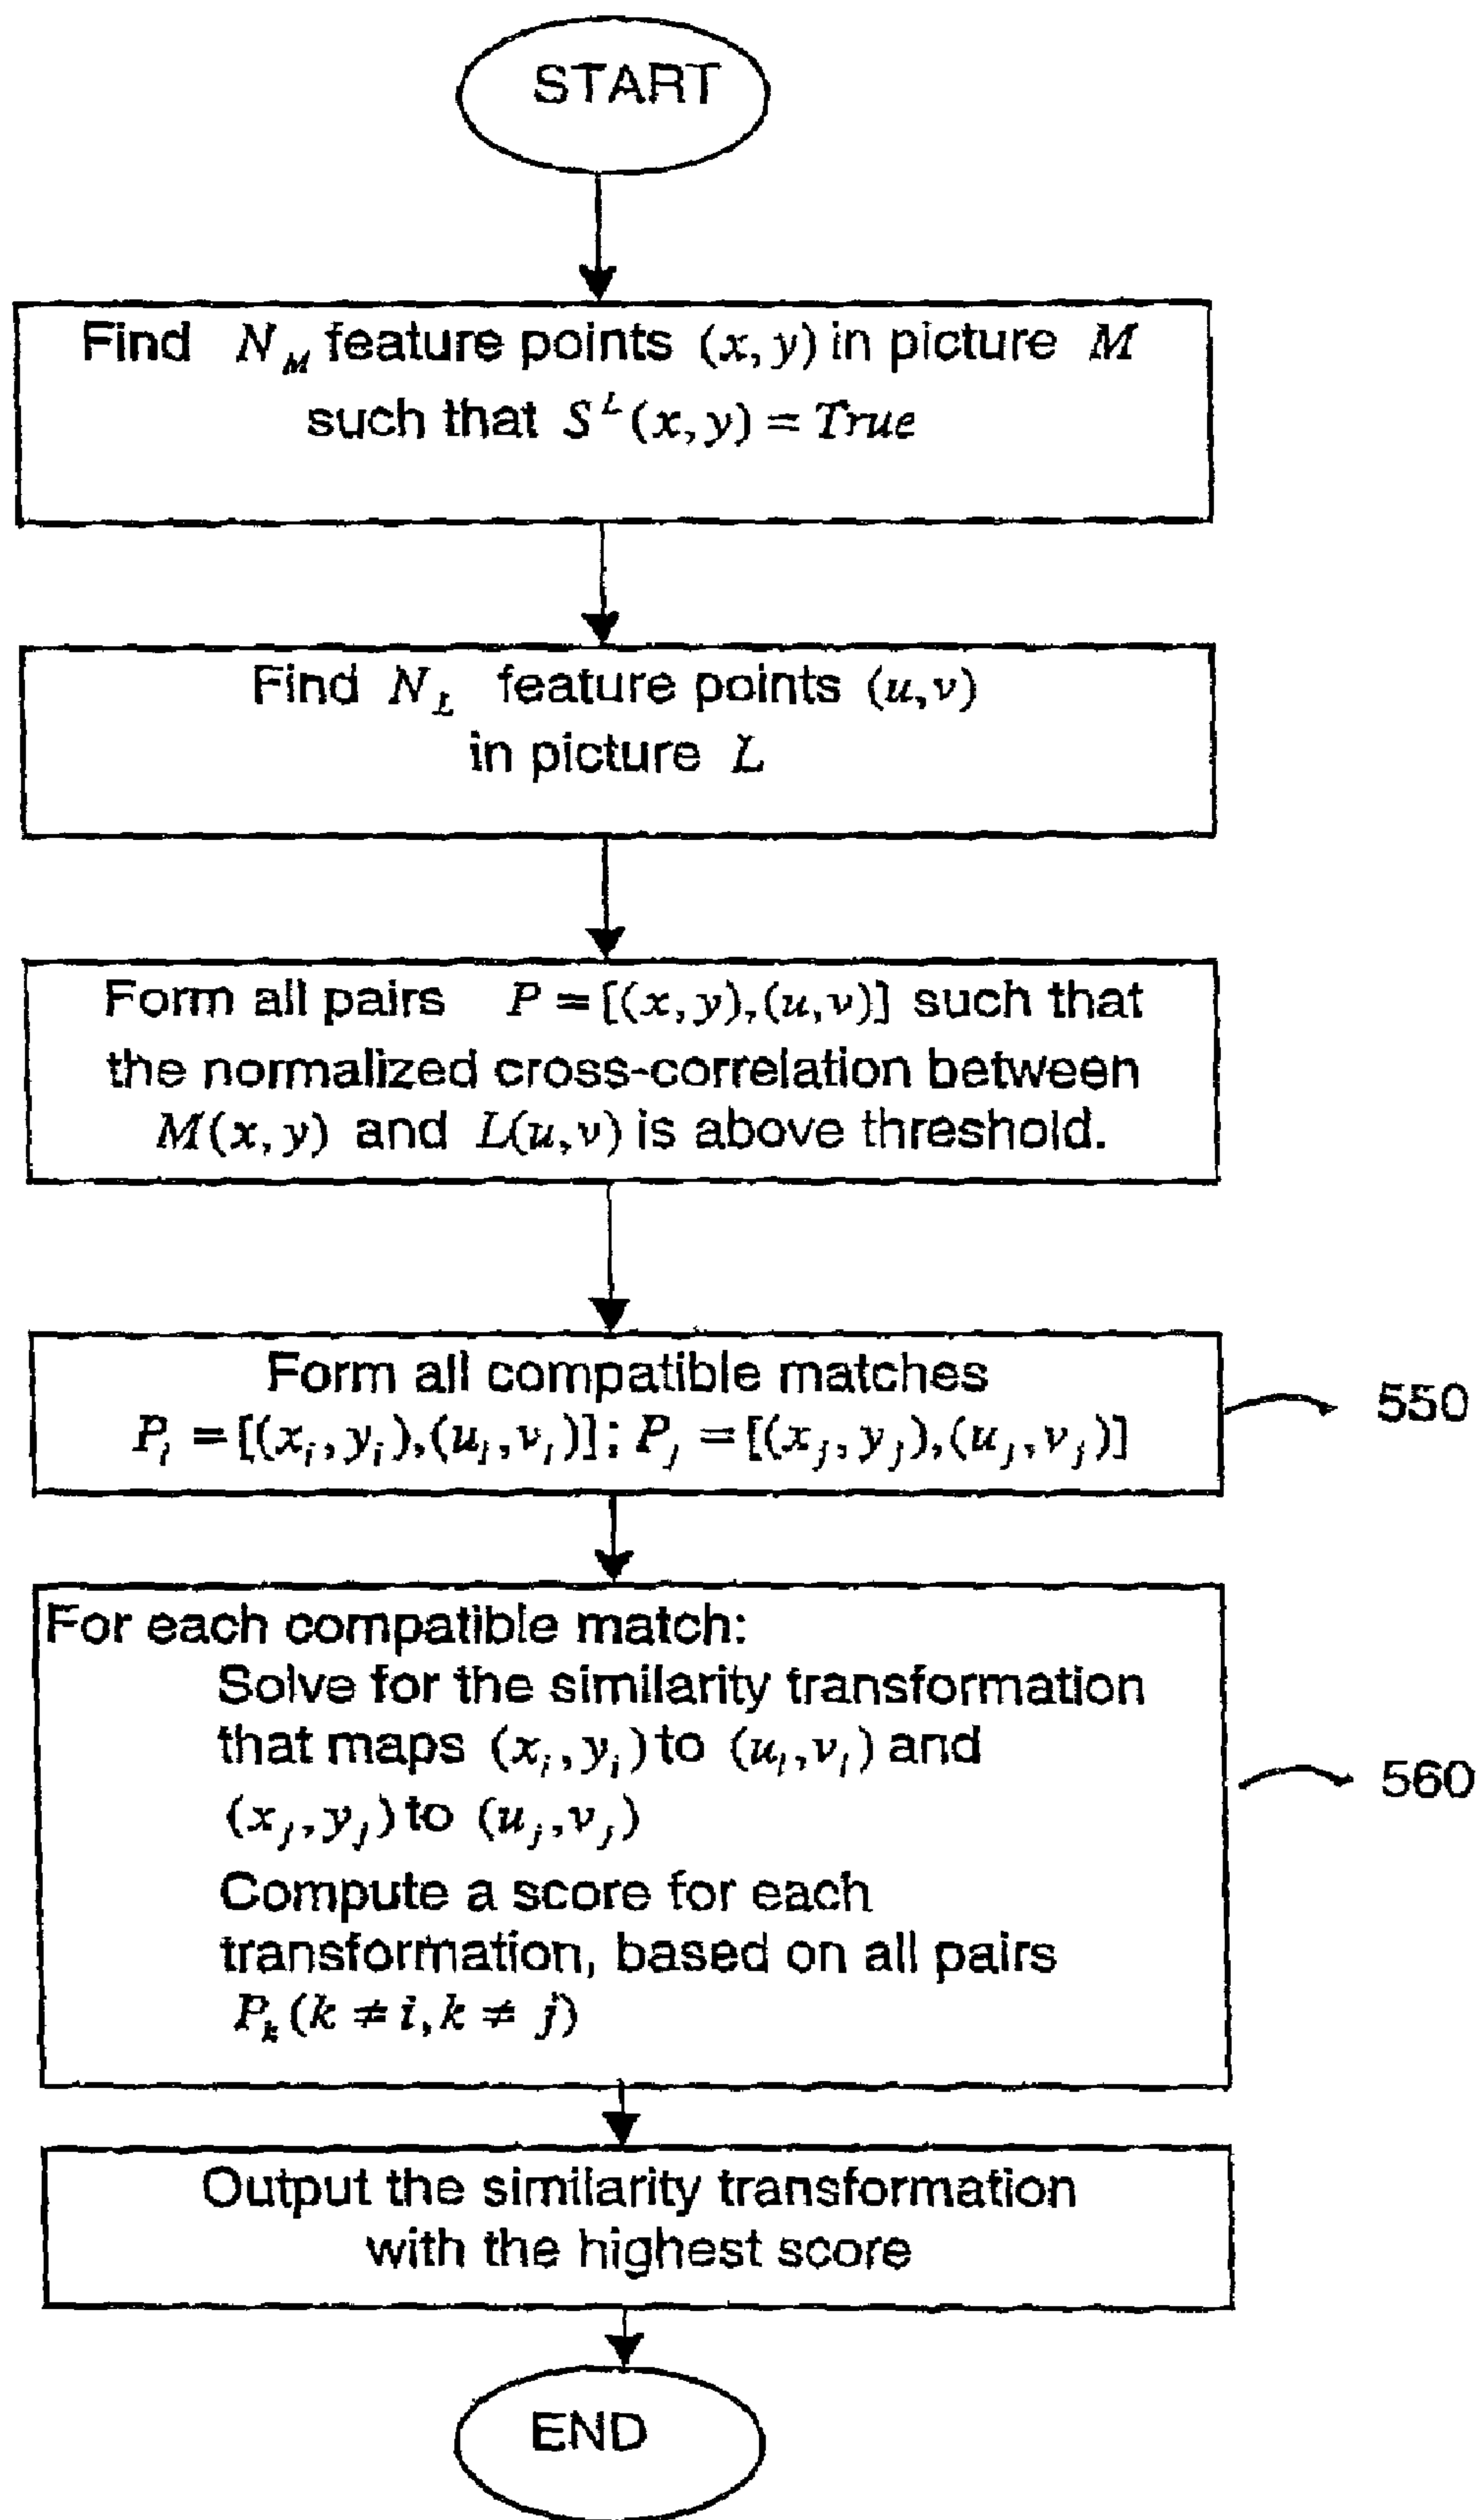 START
Find N_M feature points (x, y) in picture M
such that S^L(x, y) = True
Find N_L feature points (u, v)
in picture L
Form all pairs P = [(x, y), (u, v)] such that
the normalized cross-correlation between
M(x, y) and L(u, v) is above threshold.
Form all compatible matches
P_i = [(x_i, y_i), (u_i, v_i)]; P_j = [(x_j, y_j), (u_j, v_j)]
550
For each compatible match:
Solve for the similarity transformation
that maps (x_i, y_i) to (u_i, v_i) and
(x_j, y_j) to (u_j, v_j)
560
Compute a score for each
transformation, based on all pairs
P_k (k ≠ i, k ≠ j)
Output the similarity transformation
with the highest score
END